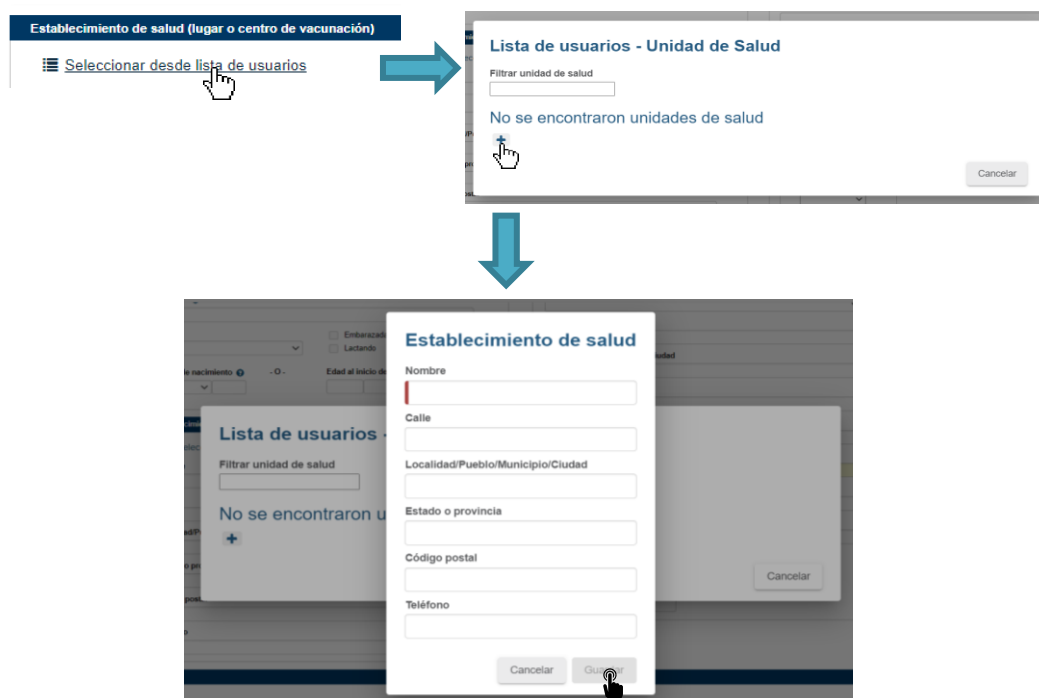 Establecimiento de salud (lugar o centro de vacunación)
Seleccionar desde lista de usuarios
Lista de usuarios - Unidad de Salud
Filtrar unidad de salud
No se encontraron unidades de salud
+
Cancelar
Embarazada
Lactando
de nacimiento
- O -
Edad al inicio de
Establecimiento de salud
Nombre
Calle
Localidad/Pueblo/Municipio/Ciudad
Estado o provincia
Código postal
Teléfono
Cancelar
Guardar
Lista de usuarios -
Filtrar unidad de salud
No se encontraron u
+
Cancelar